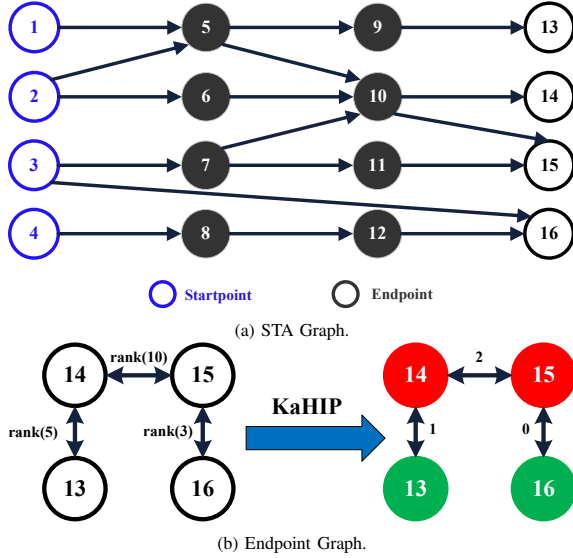 1 5 9 13
2 6 10 14
3 7 11 15
4 8 12 16
Startpoint Endpoint
(a) STA Graph.
rank(10) 2
14 15 KaHIP 14 15
rank(5) rank(3) 1 0
13 16 13 16
(b) Endpoint Graph.